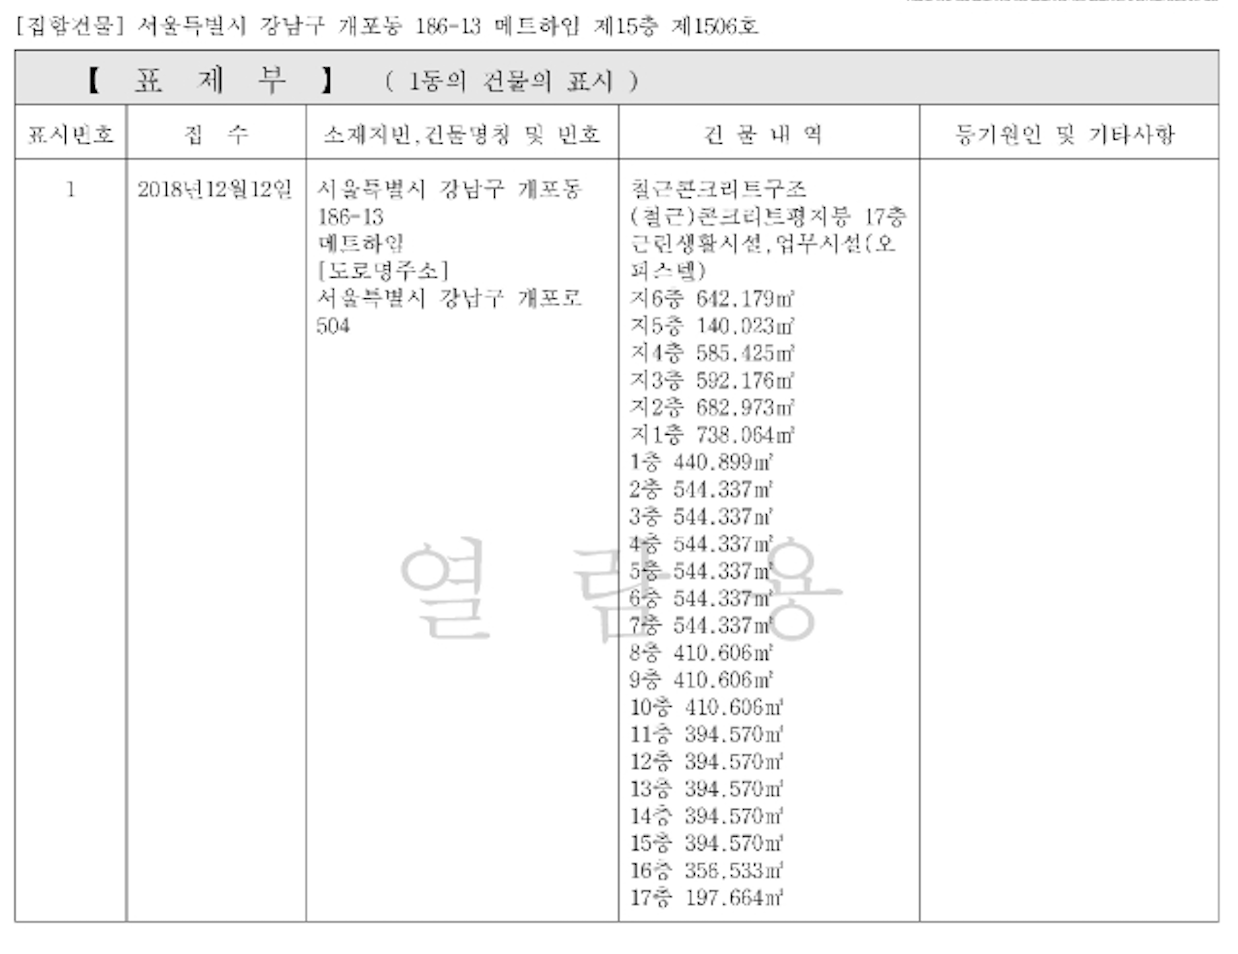 [집합건물] 서울특별시 강남구 개포동 186-13 메트하임 제15층 제1506호
【 표 제 부 】 ( 1동의 건물의 표시 )
표시번호 접 수 소재지번,건물명칭 및 번호 건 물 내 역 등기원인 및 기타사항
1 2018년12월12일 서울특별시 강남구 개포동 철근콘크리트구조
186-13 (철근)콘크리트평지붕 17층
메트하임 근린생활시설,업무시설(오
[도로명주소] 피스텔)
서울특별시 강남구 개포로 지6층 642.179㎡
504 지5층 140.023㎡
지4층 585.425㎡
지3층 592.176㎡
지2층 682.973㎡
지1층 738.064㎡
1층 440.899㎡
2층 544.337㎡
3층 544.337㎡
4층 544.337㎡
5층 544.337㎡
6층 544.337㎡
7층 544.337㎡
8층 410.606㎡
9층 410.606㎡
10층 410.606㎡
11층 394.570㎡
12층 394.570㎡
13층 394.570㎡
14층 394.570㎡
15층 394.570㎡
16층 356.533㎡
17층 197.664㎡
열 람 용